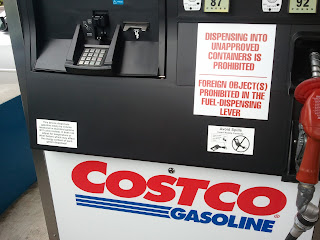 87
92
DISPENSING INTO
UNAPPROVED
CONTAINERS IS
PROHIBITED
FOREIGN OBJECT(S)
PROHIBITED IN THE
FUEL-DISPENSING
LEVER
Avoid Spills
COSTCO
GASOLINE